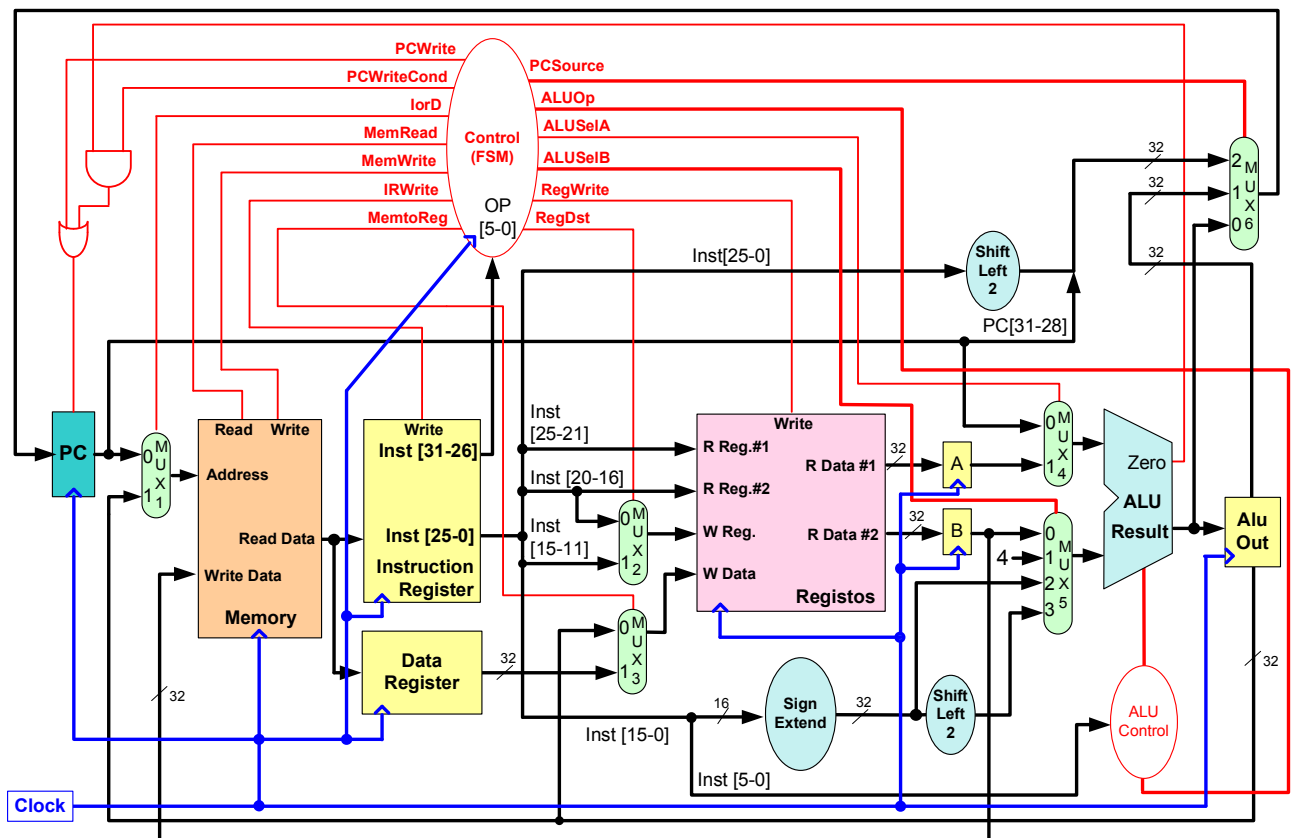 PCWrite
PCWriteCond
IorD
MemRead
MemWrite
IRWrite
MemtoReg
Control
(FSM)
OP
[5-0]
PCSource
ALUOp
ALUSelA
ALUSelB
RegWrite
RegDst
Inst[25-0]
Shift
Left
2
PC[31-28]
32
32
32
2
1
0
M
U
X
6
PC
0
1
M
U
X
1
Read Write
Address
Read Data
Write Data
Memory
Write
Inst [31-26]
Inst [25-0]
Instruction
Register
Data
Register
32
32
Inst
[25-21]
Inst [20-16]
Inst
[15-11]
0
1
M
U
X
2
0
1
M
U
X
3
Write
R Reg.#1
R Reg.#2
W Reg.
W Data
R Data #1
R Data #2
Registos
32
32
A
B
0
1
M
U
X
4
4
0
1
2
3
M
U
X
5
Zero
ALU
Result
Alu
Out
32
Inst [15-0]
16
Sign
Extend
32
Shift
Left
2
ALU
Control
Inst [5-0]
Clock